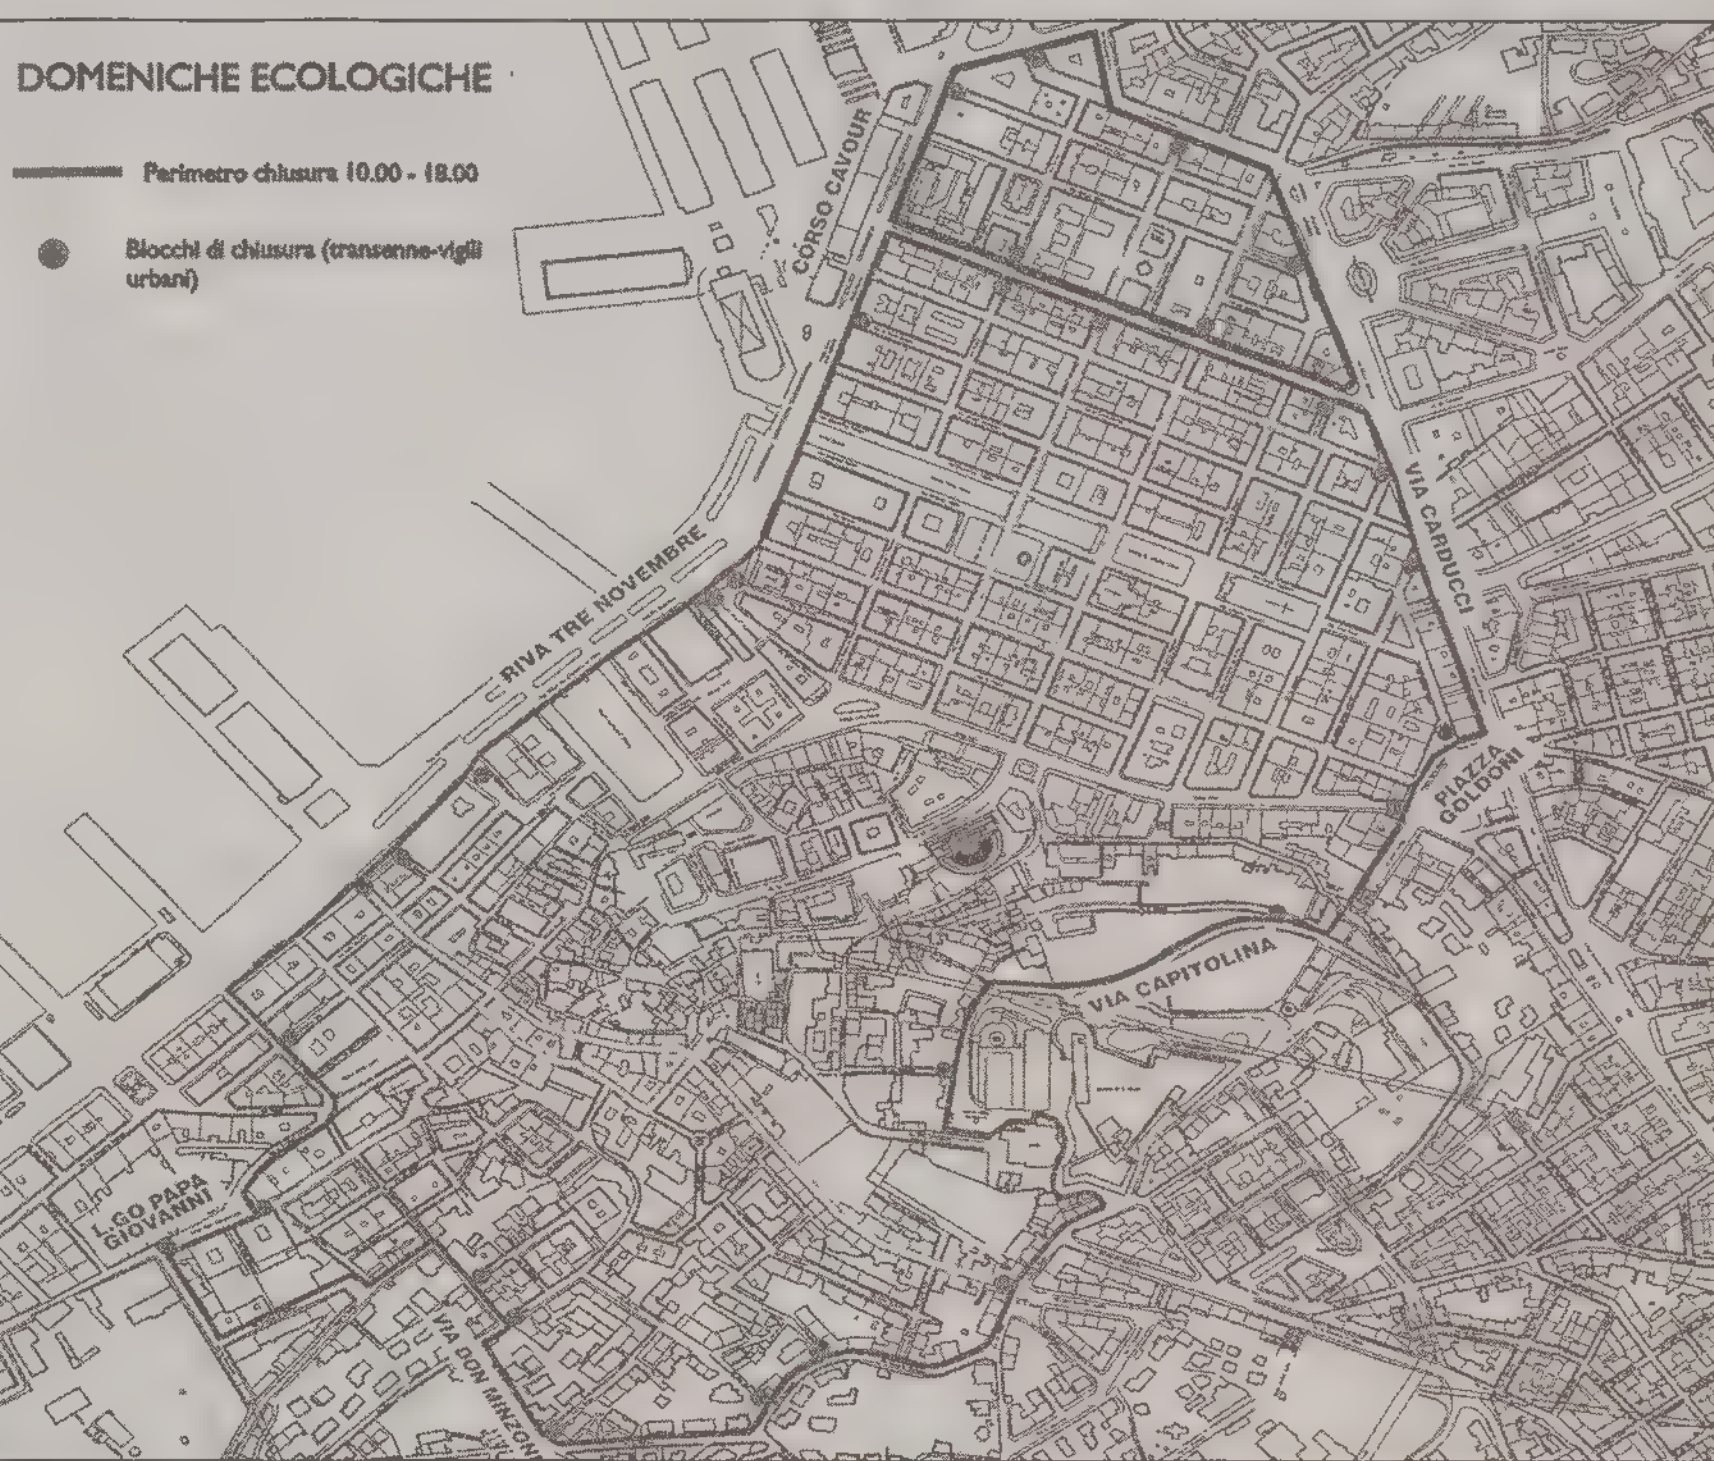 DOMENICHE ECOLOGICHE
Perimetro chiusura 10.00 - 18.00
Blocchi di chiusura (transenne-vigili
urbani)
CORSO CAVOUR
9
RIVA TRE NOVEMBRE
VIA CARDUCCI
PIAZZA
GOLDONI
VIA CAPITOLINA
L.GO PAPA
GIOVANNI
VIA DON MINZONI